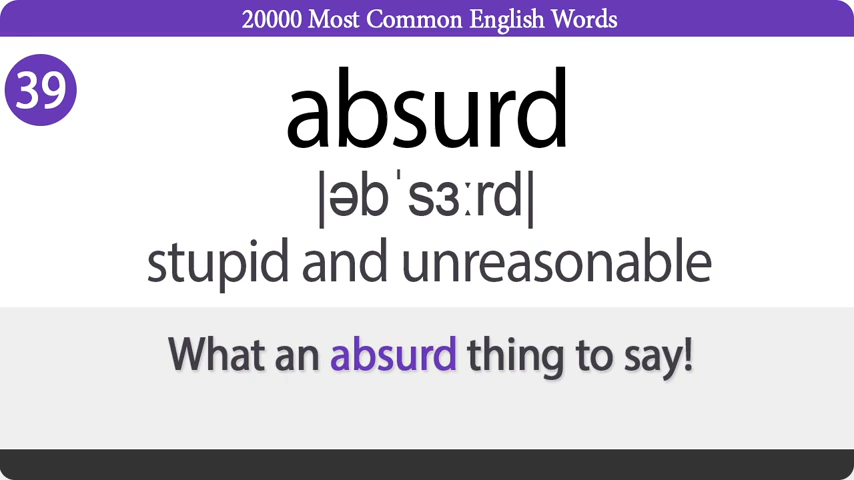 20000 Most Common English Words
39
absurd
|əbˈsɜːrd|
stupid and unreasonable
What an absurd thing to say!